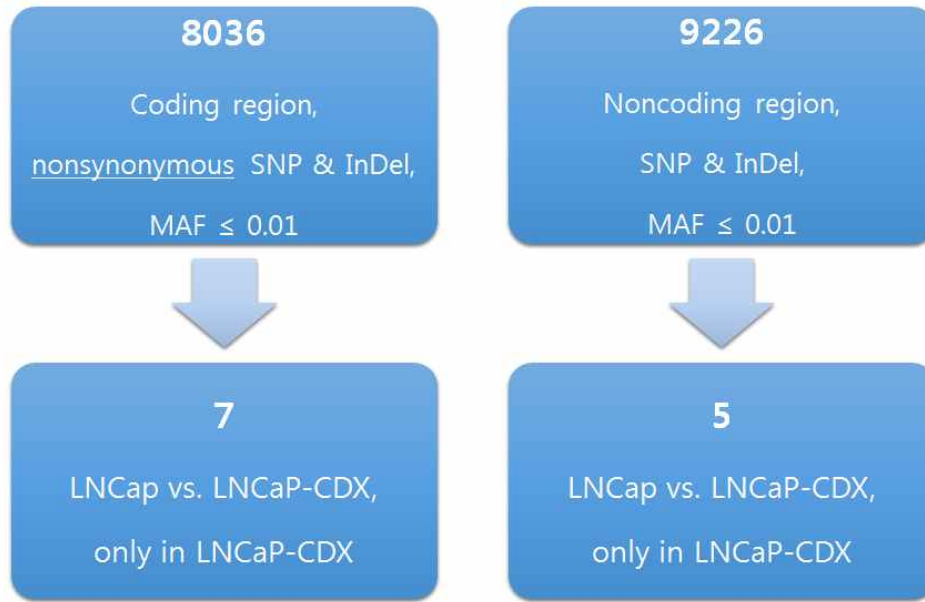 8036
Coding region,
nonsynonymous SNP & InDel,
MAF ≤ 0.01
9226
Noncoding region,
SNP & InDel,
MAF ≤ 0.01
7
LNCap vs. LNCaP-CDX,
only in LNCaP-CDX
5
LNCap vs. LNCaP-CDX,
only in LNCaP-CDX